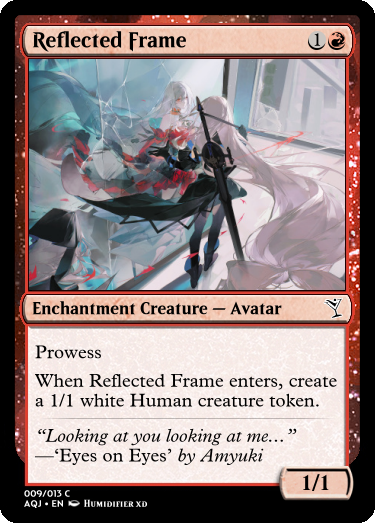 Reflected Frame 1
Enchantment Creature — Avatar
Prowess
When Reflected Frame enters, create
a 1/1 white Human creature token.
“Looking at you looking at me…”
—‘Eyes on Eyes’ by Amyuki
1/1
009/013 C
AQJ • EN Humidifier xd